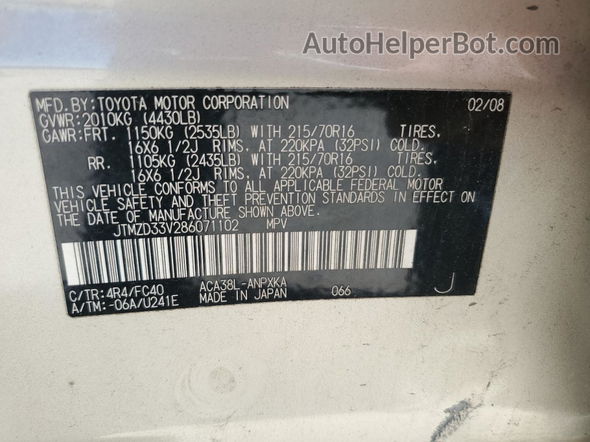 AutoHelperBot.com
MFD.BY:TOYOTA MOTOR CORPORATION 02/08
GVWR:2010KG (4430LB)
GAWR:FRT. 1150KG (2535LB) WITH 215/70R16 TIRES.
16X6 1/2J RIMS. AT 220KPA (32PSI) COLD.
RR. 1105KG (2435LB) WITH 215/70R16 TIRES.
16X6 1/2J RIMS. AT 220KPA (32PSI) COLD.
THIS VEHICLE CONFORMS TO ALL APPLICABLE FEDERAL MOTOR
VEHICLE SAFETY AND THEFT PREVENTION STANDARDS IN EFFECT ON
THE DATE OF MANUFACTURE SHOWN ABOVE.
JTMZD33V286071102 MPV
C/TR:4R4/FC40 ACA38L-ANPXKA J
A/TM:-06A/U241E MADE IN JAPAN 066